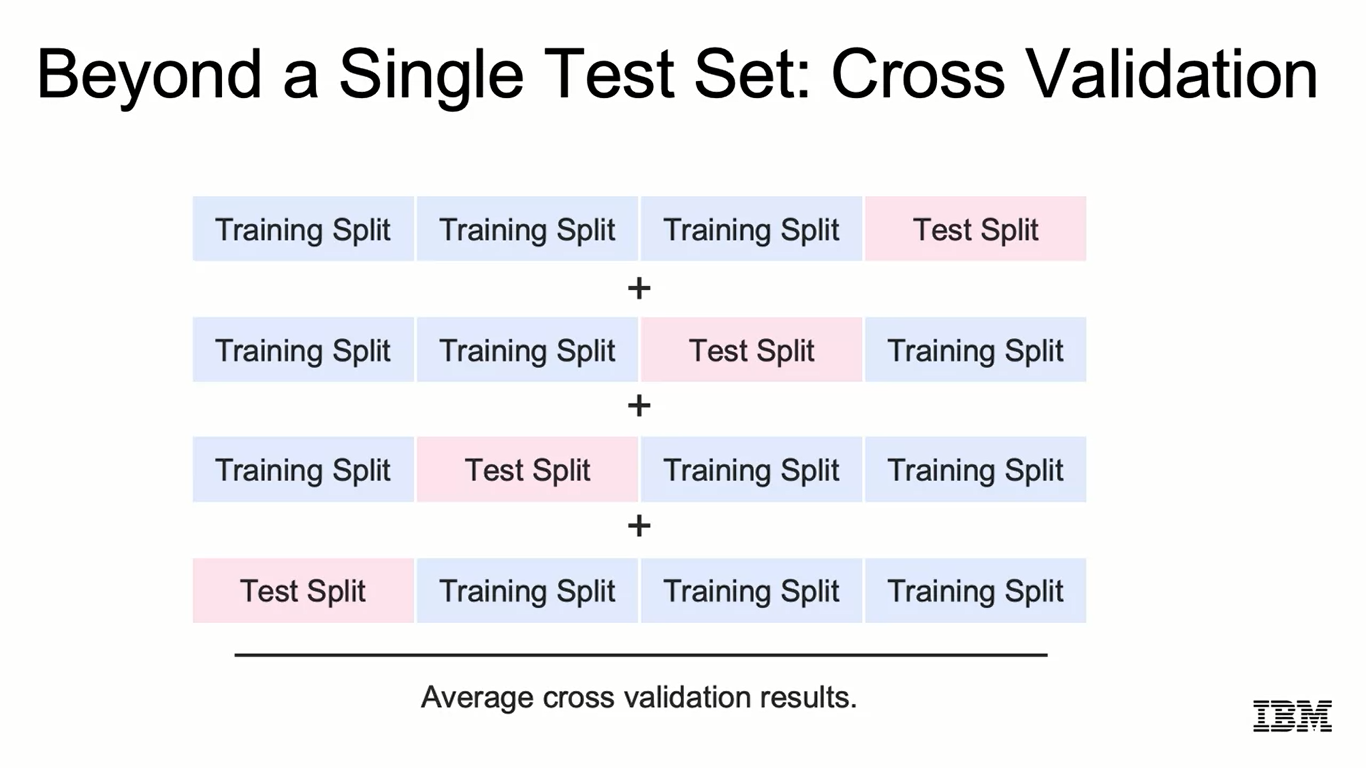 Beyond a Single Test Set: Cross Validation
Training Split Training Split Training Split Test Split
+
Training Split Training Split Test Split Training Split
+
Training Split Test Split Training Split Training Split
+
Test Split Training Split Training Split Training Split
Average cross validation results.
IBM